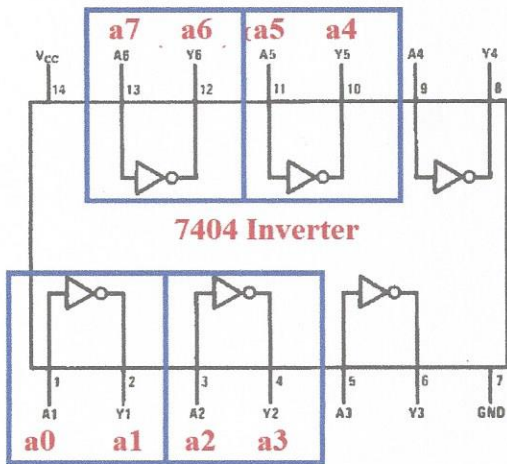 a7 a6 a5 a4
VCC A6 Y6 A5 Y5 A4 Y4
14 13 12 11 10 9 8
7404 Inverter
1 2 3 4 5 6 7
A1 Y1 A2 Y2 A3 Y3 GND
a0 a1 a2 a3